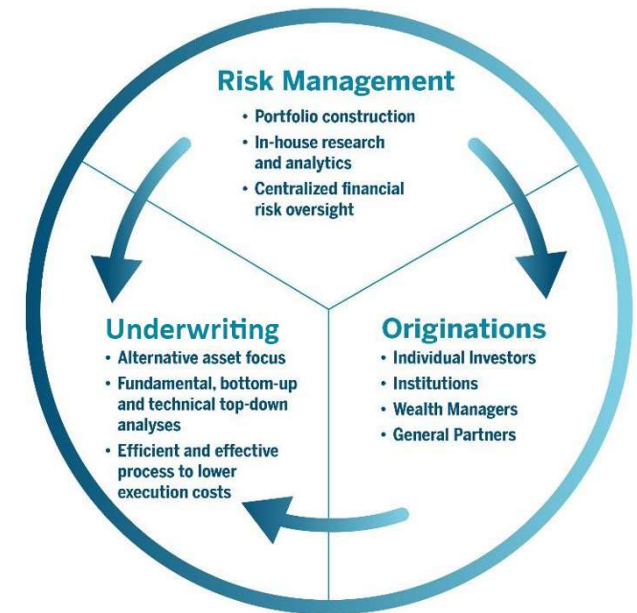 Risk Management
• Portfolio construction
• In-house research
and analytics
• Centralized financial
risk oversight
Underwriting
• Alternative asset focus
• Fundamental, bottom-up
and technical top-down
analyses
• Efficient and effective
process to lower
execution costs
Originations
• Individual Investors
• Institutions
• Wealth Managers
• General Partners